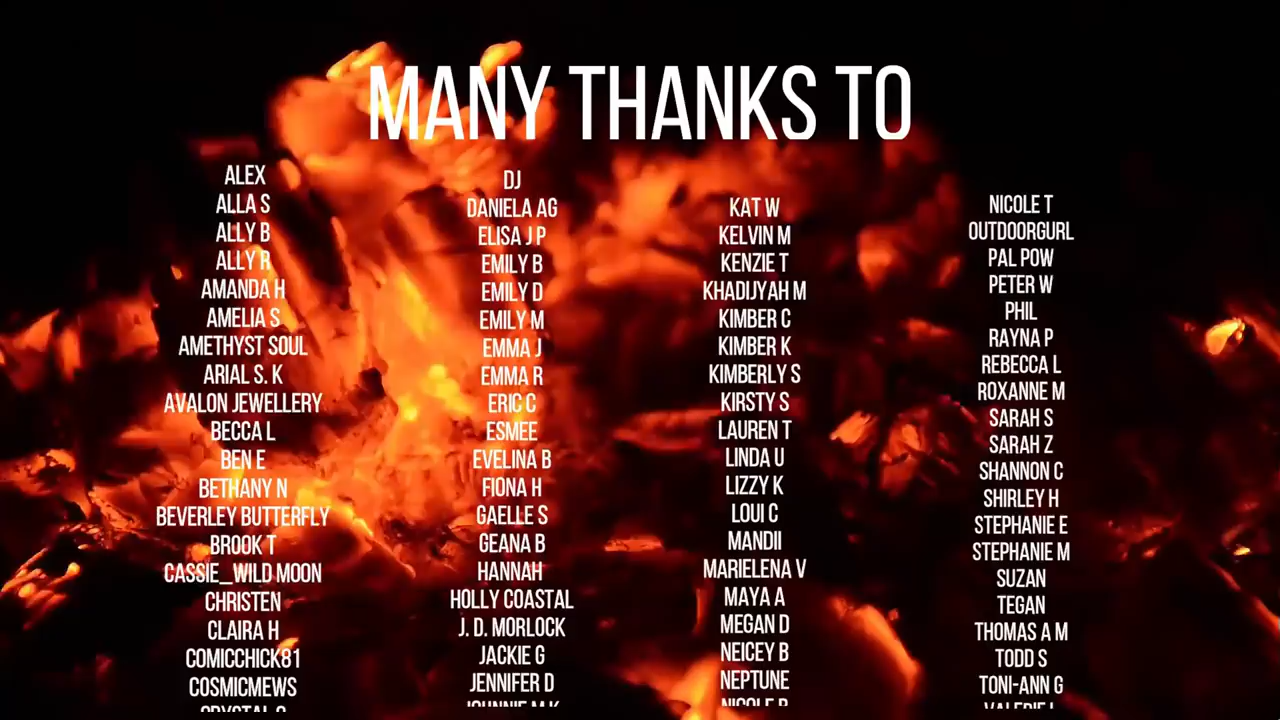 MANY THANKS TO
ALEX
ALLA S
ALLY B
ALLY R
AMANDA H
AMELIA S
AMETHYST SOUL
ARIAL S. K
AVALON JEWELLERY
BECCA L
BEN E
BETHANY N
BEVERLEY BUTTERFLY
BROOK T
CASSIE_WILD MOON
CHRISTEN
CLAIRA H
COMICCHICK81
COSMICMEWS
DJ
DANIELA AG
ELISA J P
EMILY B
EMILY D
EMILY M
EMMA J
EMMA R
ERIC C
ESMEE
EVELINA B
FIONA H
GAELLE S
GEANA B
HANNAH
HOLLY COASTAL
J. D. MORLOCK
JACKIE G
JENNIFER D
KAT W
KELVIN M
KENZIE T
KHADIJYAH M
KIMBER C
KIMBER K
KIMBERLY S
KIRSTY S
LAUREN T
LINDA U
LIZZY K
LOUI C
MANDII
MARIELENA V
MAYA A
MEGAN D
NEICEY B
NEPTUNE
NICOLE T
OUTDOORGURL
PAL POW
PETER W
PHIL
RAYNA P
REBECCA L
ROXANNE M
SARAH S
SARAH Z
SHANNON C
SHIRLEY H
STEPHANIE E
STEPHANIE M
SUZAN
TEGAN
THOMAS A M
TODD S
TONI-ANN G